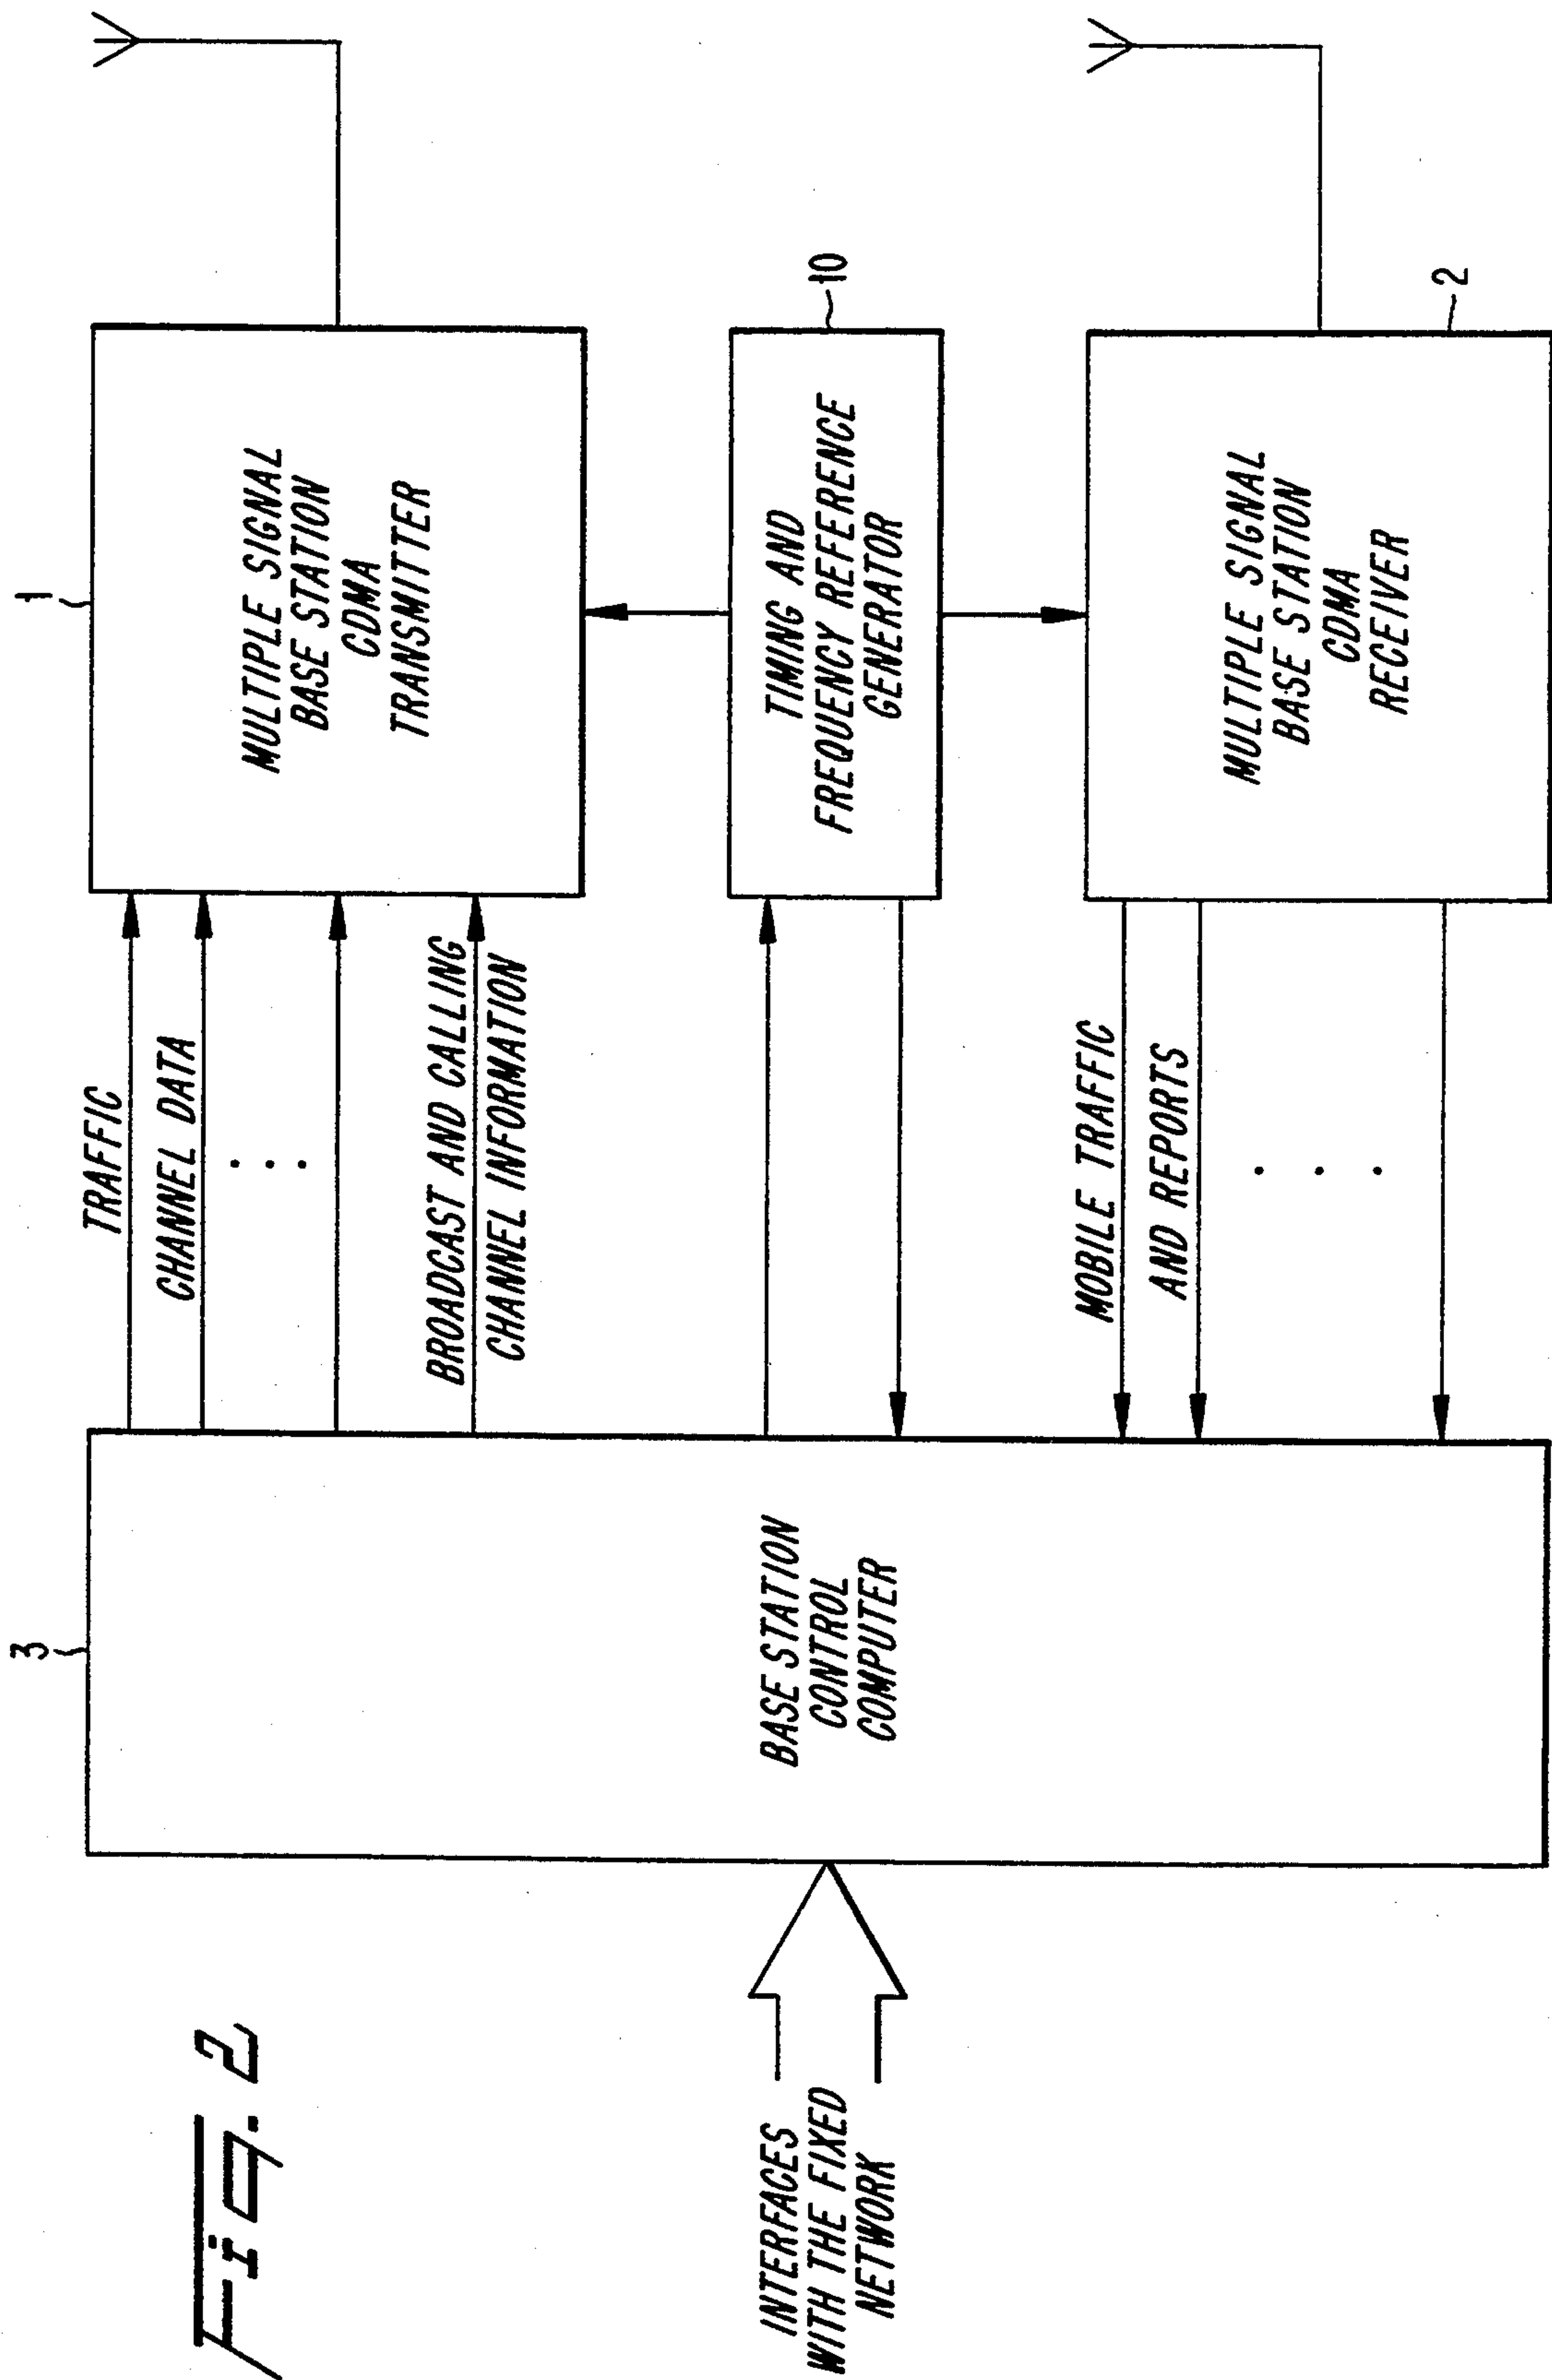 Fig. 2
INTERFACES
WITH THE FIXED
NETWORK
3
BASE STATION
CONTROL
COMPUTER
TRAFFIC
CHANNEL DATA
BROADCAST AND CALLING
CHANNEL INFORMATION
MOBILE TRAFFIC
AND REPORTS
1
MULTIPLE SIGNAL
BASE STATION
CDMA
TRANSMITTER
10
TIMING AND
FREQUENCY REFERENCE
GENERATOR
2
MULTIPLE SIGNAL
BASE STATION
CDMA
RECEIVER